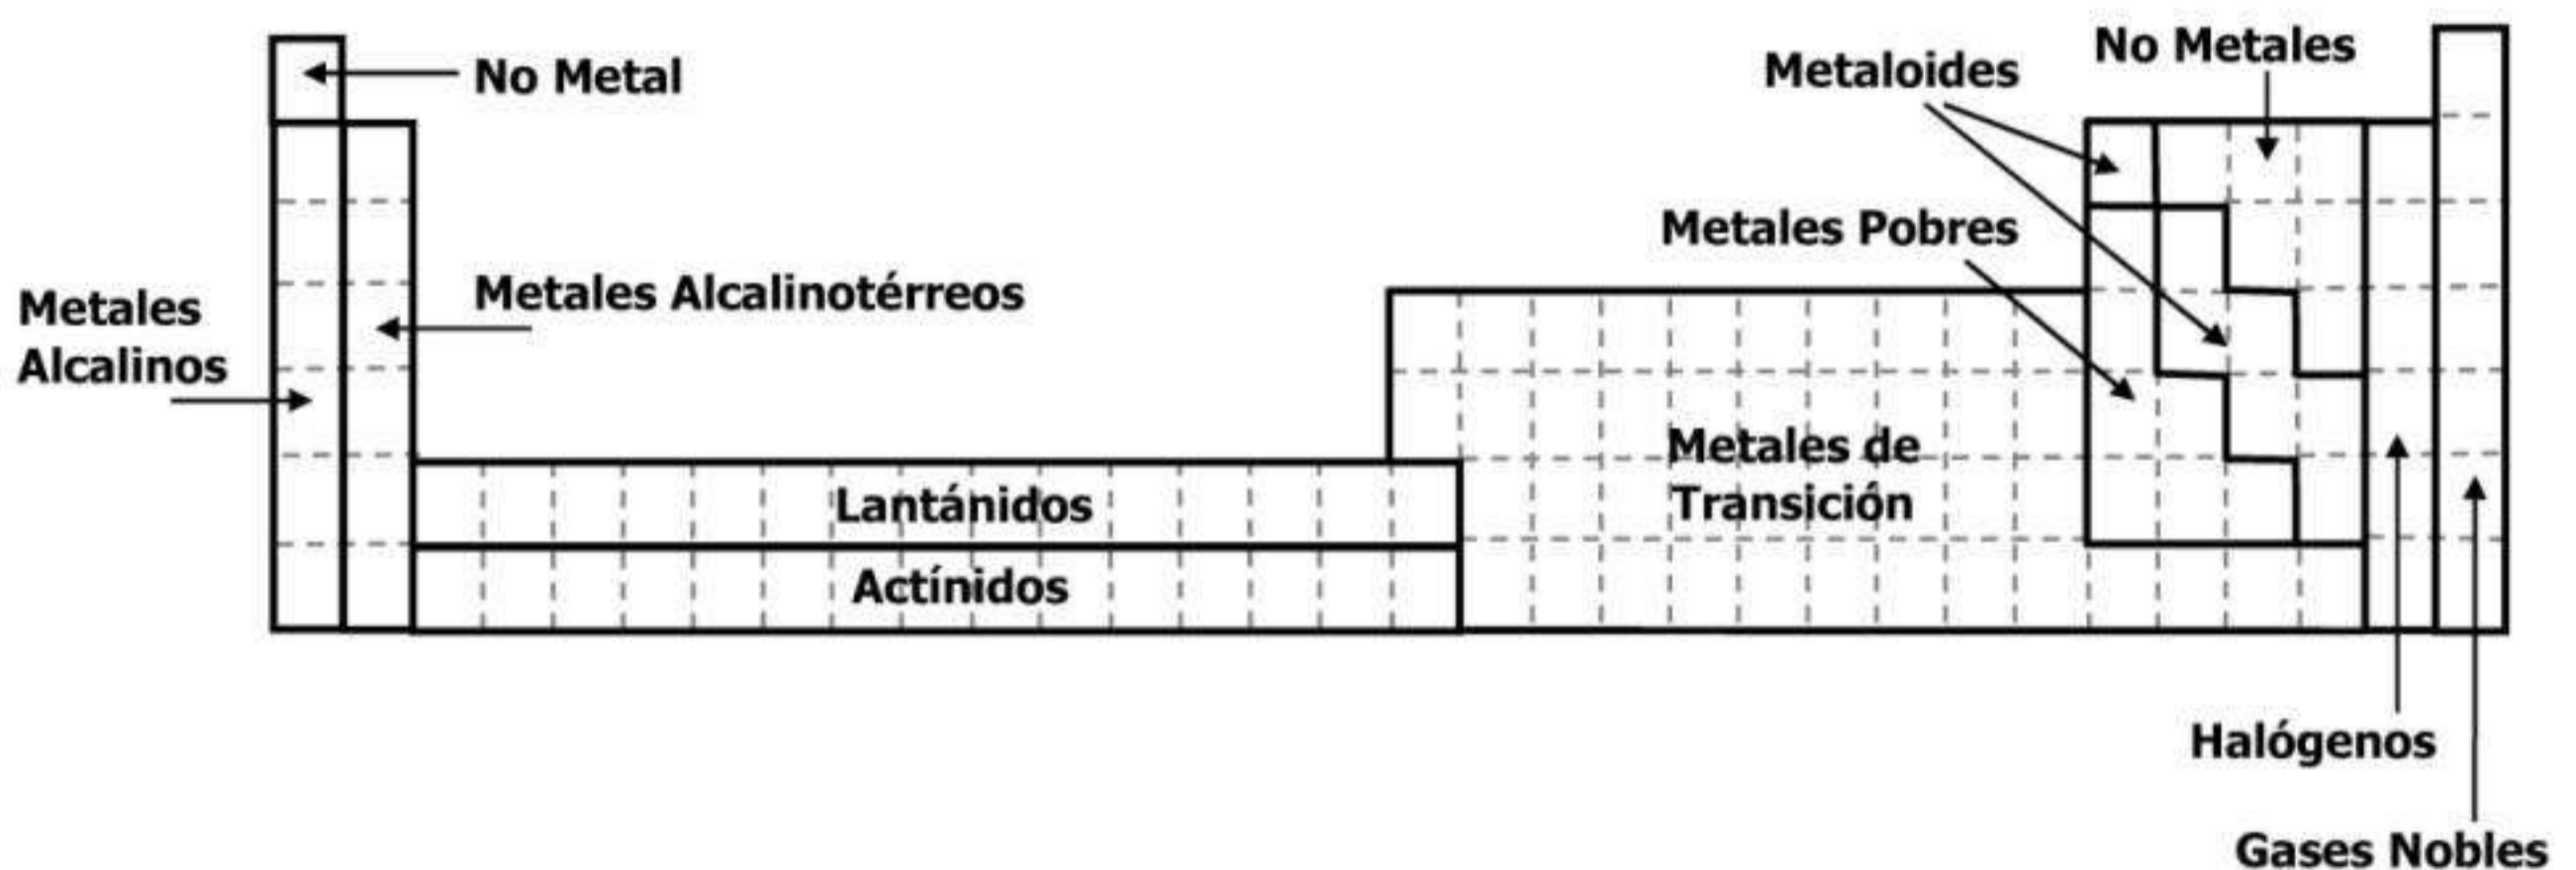 No Metal
Metales
Alcalinos
Metales Alcalinotérreos
Lantánidos
Actínidos
Metales de
Transición
Metales Pobres
Metaloides
No Metales
Halógenos
Gases Nobles